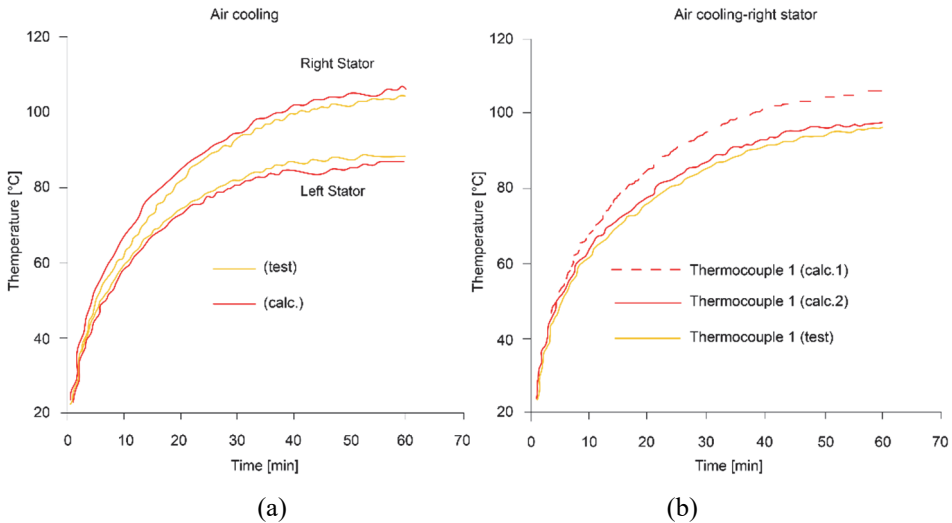 Air cooling
120
100
80
60
40
20
Themperature [°C]
Right Stator
Left Stator
(test)
(calc.)
0 10 20 30 40 50 60 70
Time [min]
(a)
Air cooling-right stator
120
100
80
60
40
20
Themperature [°C]
Thermocouple 1 (calc.1)
Thermocouple 1 (calc.2)
Thermocouple 1 (test)
0 10 20 30 40 50 60 70
Time [min]
(b)